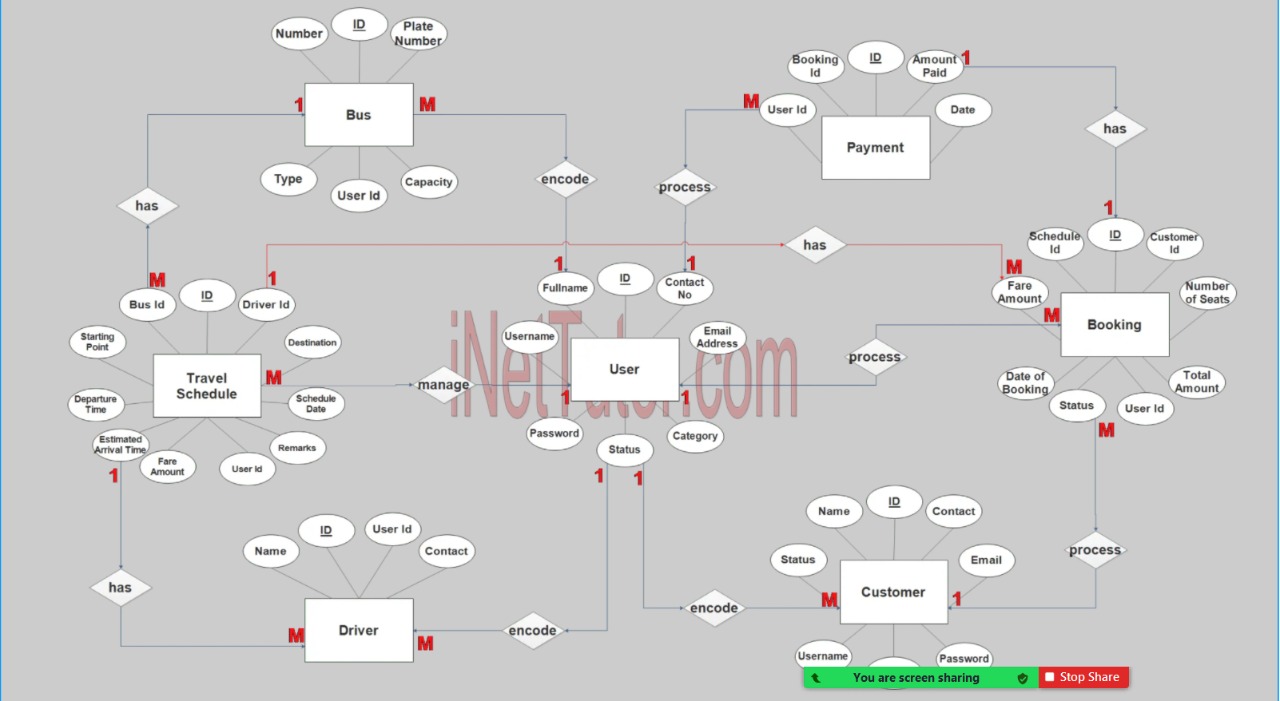 Number
ID
Plate
Number
1
Bus
M
Type
User Id
Capacity
has
encode
Booking
Id
ID
Amount
Paid
1
M
User Id
Date
Payment
process
has
1
has
Schedule
Id
ID
Customer
Id
M
Fare
Amount
Number
of Seats
M
Booking
Date of
Booking
Status
User Id
Total
Amount
M
M
Bus Id
ID
1
Driver Id
Starting
Point
Destination
Travel
Schedule
M
Departure
Time
Schedule
Date
Estimated
Arrival Time
Fare
Amount
User Id
Remarks
1
manage
1
Fullname
ID
1
Contact
No
Username
Email
Address
User
iNetTutor.com
1
1
Password
Status
Category
1
1
process
has
Name
ID
User Id
Contact
M
Driver
M
encode
encode
Name
ID
Contact
Status
Email
M
Customer
1
Username
Password
process
You are screen sharing
Stop Share